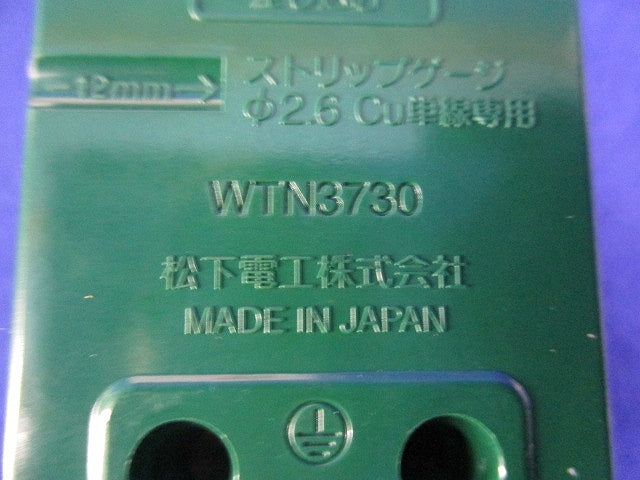 ストリップゲージ
12mm
φ2.6 Cu単線専用
WTN3730
松下電工株式会社
MADE IN JAPAN